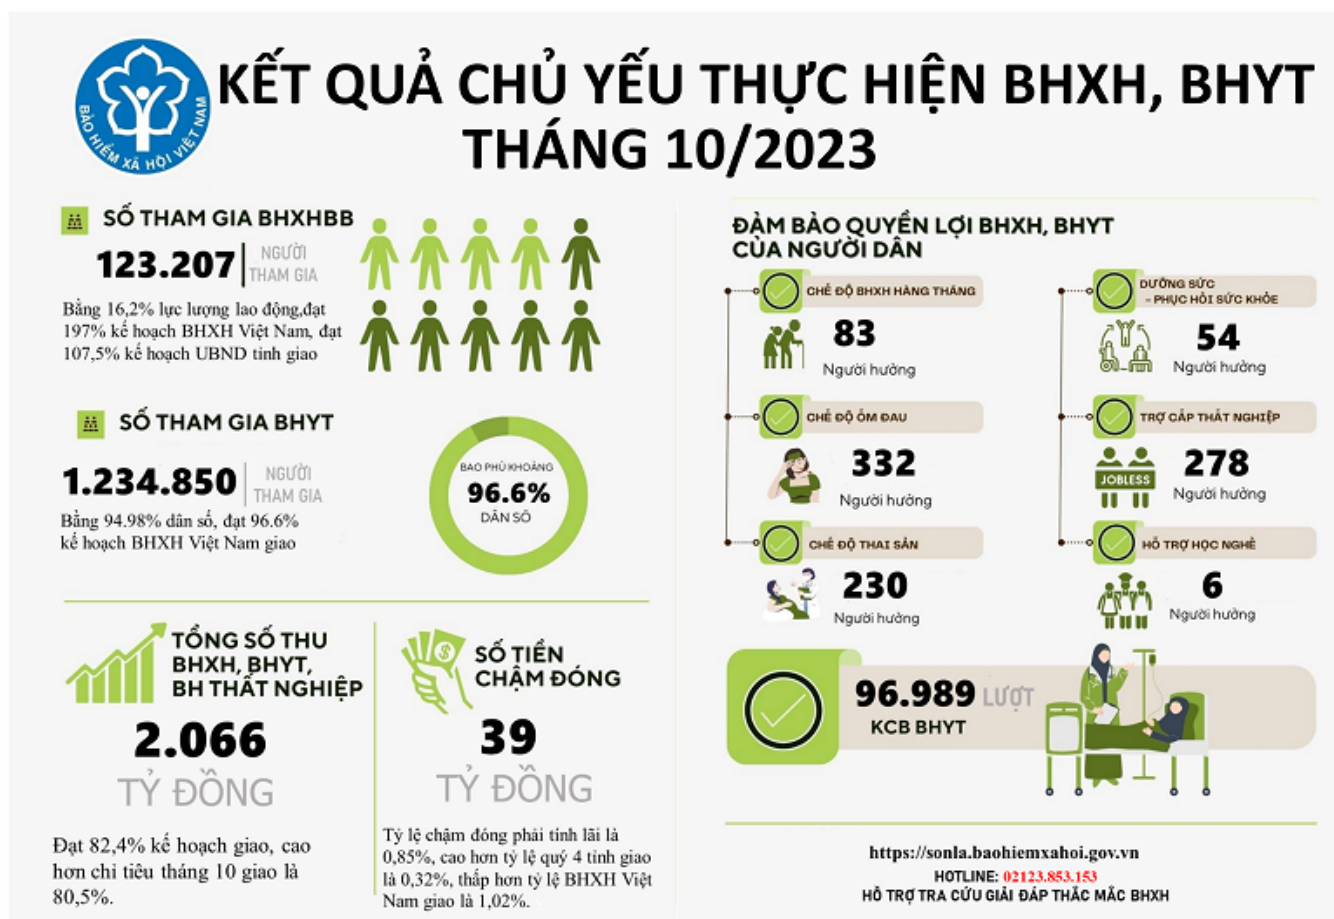 BẢO HIỂM XÃ HỘI VIỆT NAM
KẾT QUẢ CHỦ YẾU THỰC HIỆN BHXH, BHYT
THÁNG 10/2023
SỐ THAM GIA BHXHBB
123.207
NGƯỜI
THAM GIA
Bằng 16,2% lực lượng lao động,đạt
197% kế hoạch BHXH Việt Nam, đạt
107,5% kế hoạch UBND tỉnh giao
SỐ THAM GIA BHYT
1.234.850
NGƯỜI
THAM GIA
Bằng 94.98% dân số, đạt 96.6%
kế hoạch BHXH Việt Nam giao
BAO PHỦ KHOẢNG
96.6%
DÂN SỐ
TỔNG SỐ THU
BHXH, BHYT,
BH THẤT NGHIỆP
2.066
TỶ ĐỒNG
Đạt 82,4% kế hoạch giao, cao
hơn chỉ tiêu tháng 10 giao là
80,5%.
SỐ TIỀN
CHẬM ĐÓNG
39
TỶ ĐỒNG
Tỷ lệ chậm đóng phải tính lãi là
0,85%, cao hơn tỷ lệ quý 4 tỉnh giao
là 0,32%, thấp hơn tỷ lệ BHXH Việt
Nam giao là 1,02%.
ĐẢM BẢO QUYỀN LỢI BHXH, BHYT
CỦA NGƯỜI DÂN
CHẾ ĐỘ BHXH HÀNG THÁNG
83
Người hưởng
CHẾ ĐỘ ỐM ĐAU
332
Người hưởng
CHẾ ĐỘ THAI SẢN
230
Người hưởng
DƯỠNG SỨC
- PHỤC HỒI SỨC KHỎE
54
Người hưởng
TRỢ CẤP THẤT NGHIỆP
JOBLESS
278
Người hưởng
HỖ TRỢ HỌC NGHỀ
6
Người hưởng
96.989 LƯỢT
KCB BHYT
https://sonla.baohiemxahoi.gov.vn
HOTLINE: 02123.853.153
HỖ TRỢ TRA CỨU GIẢI ĐÁP THẮC MẮC BHXH